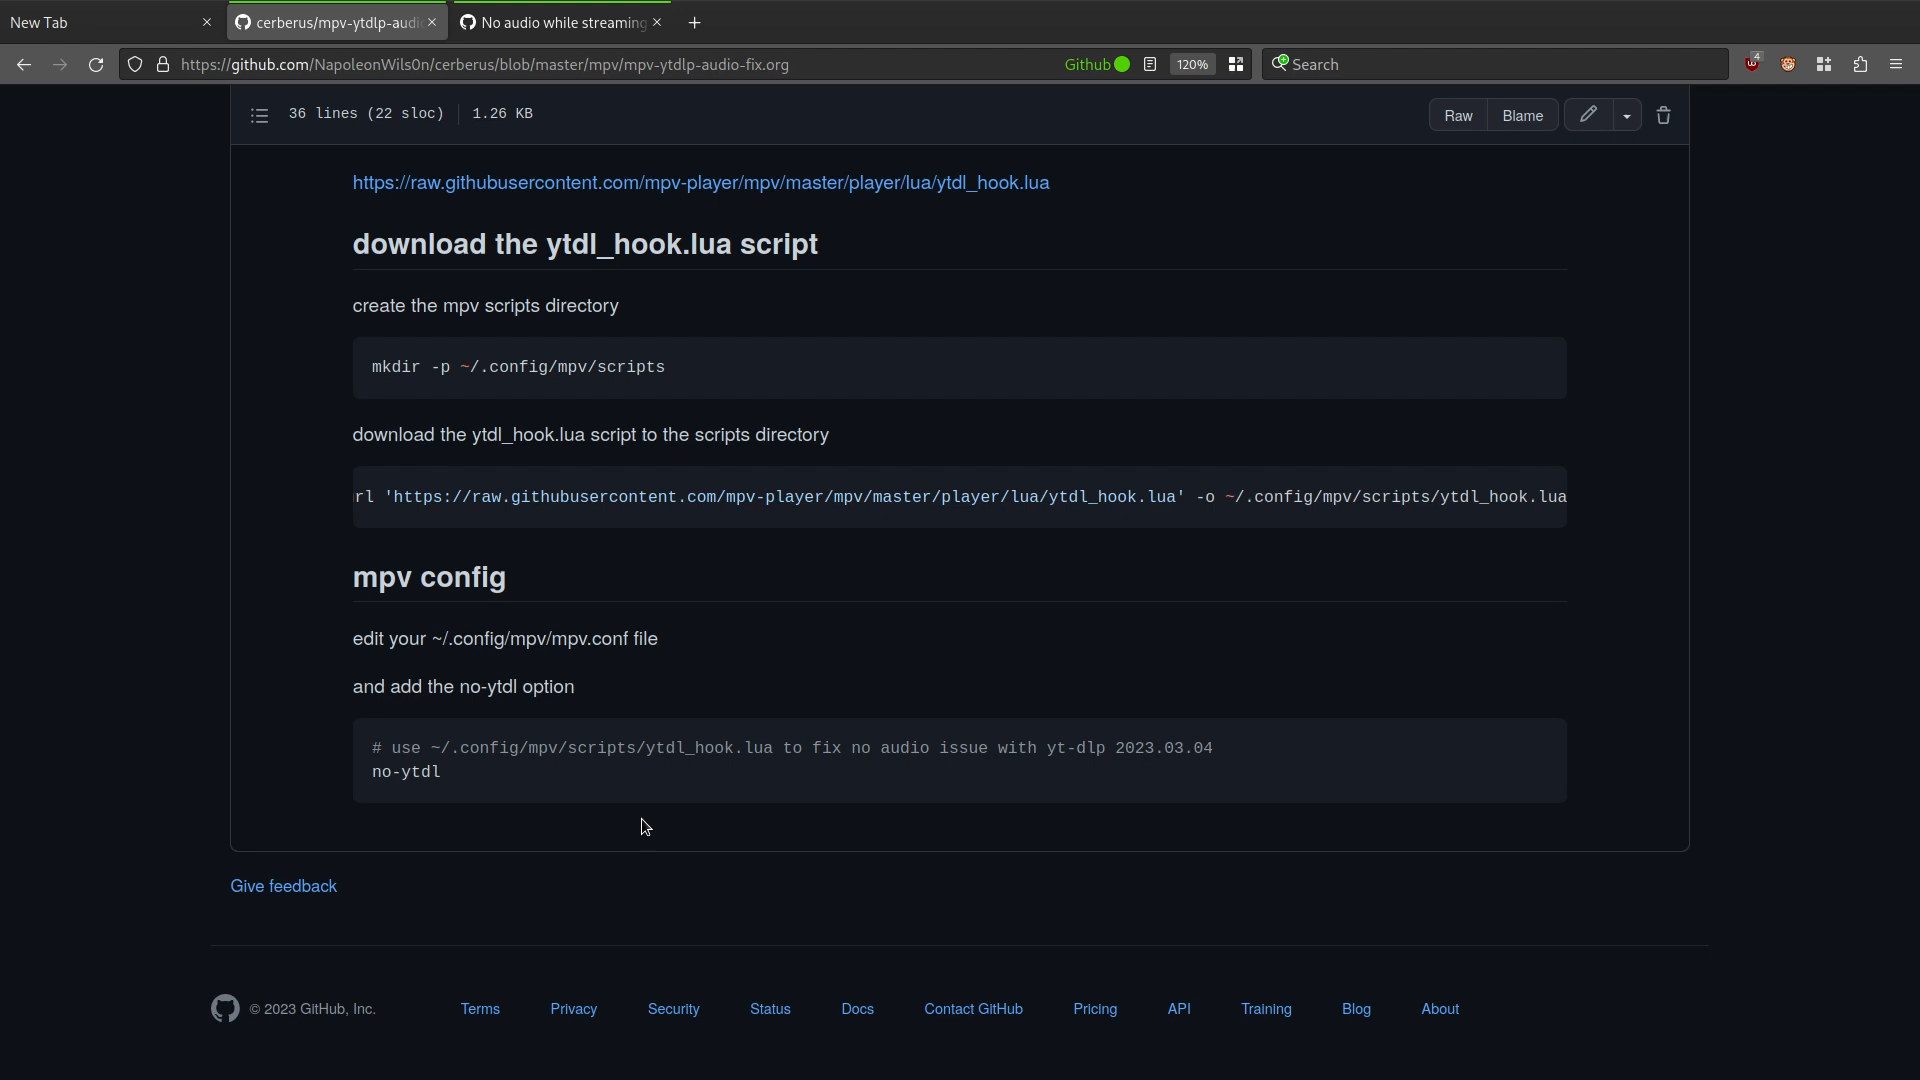 New Tab
cerberus/mpv-ytdlp-audi
No audio while streaming
https://github.com/NapoleonWils0n/cerberus/blob/master/mpv/mpv-ytdlp-audio-fix.org
Github
120%
Search
4
36 lines (22 sloc)
1.26 KB
Raw
Blame
https://raw.githubusercontent.com/mpv-player/mpv/master/player/lua/ytdl_hook.lua
download the ytdl_hook.lua script
create the mpv scripts directory
mkdir -p ~/.config/mpv/scripts
download the ytdl_hook.lua script to the scripts directory
rl 'https://raw.githubusercontent.com/mpv-player/mpv/master/player/lua/ytdl_hook.lua' -o ~/.config/mpv/scripts/ytdl_hook.lua
mpv config
edit your ~/.config/mpv/mpv.conf file
and add the no-ytdl option
# use ~/.config/mpv/scripts/ytdl_hook.lua to fix no audio issue with yt-dlp 2023.03.04
no-ytdl
Give feedback
© 2023 GitHub, Inc.
Terms
Privacy
Security
Status
Docs
Contact GitHub
Pricing
API
Training
Blog
About